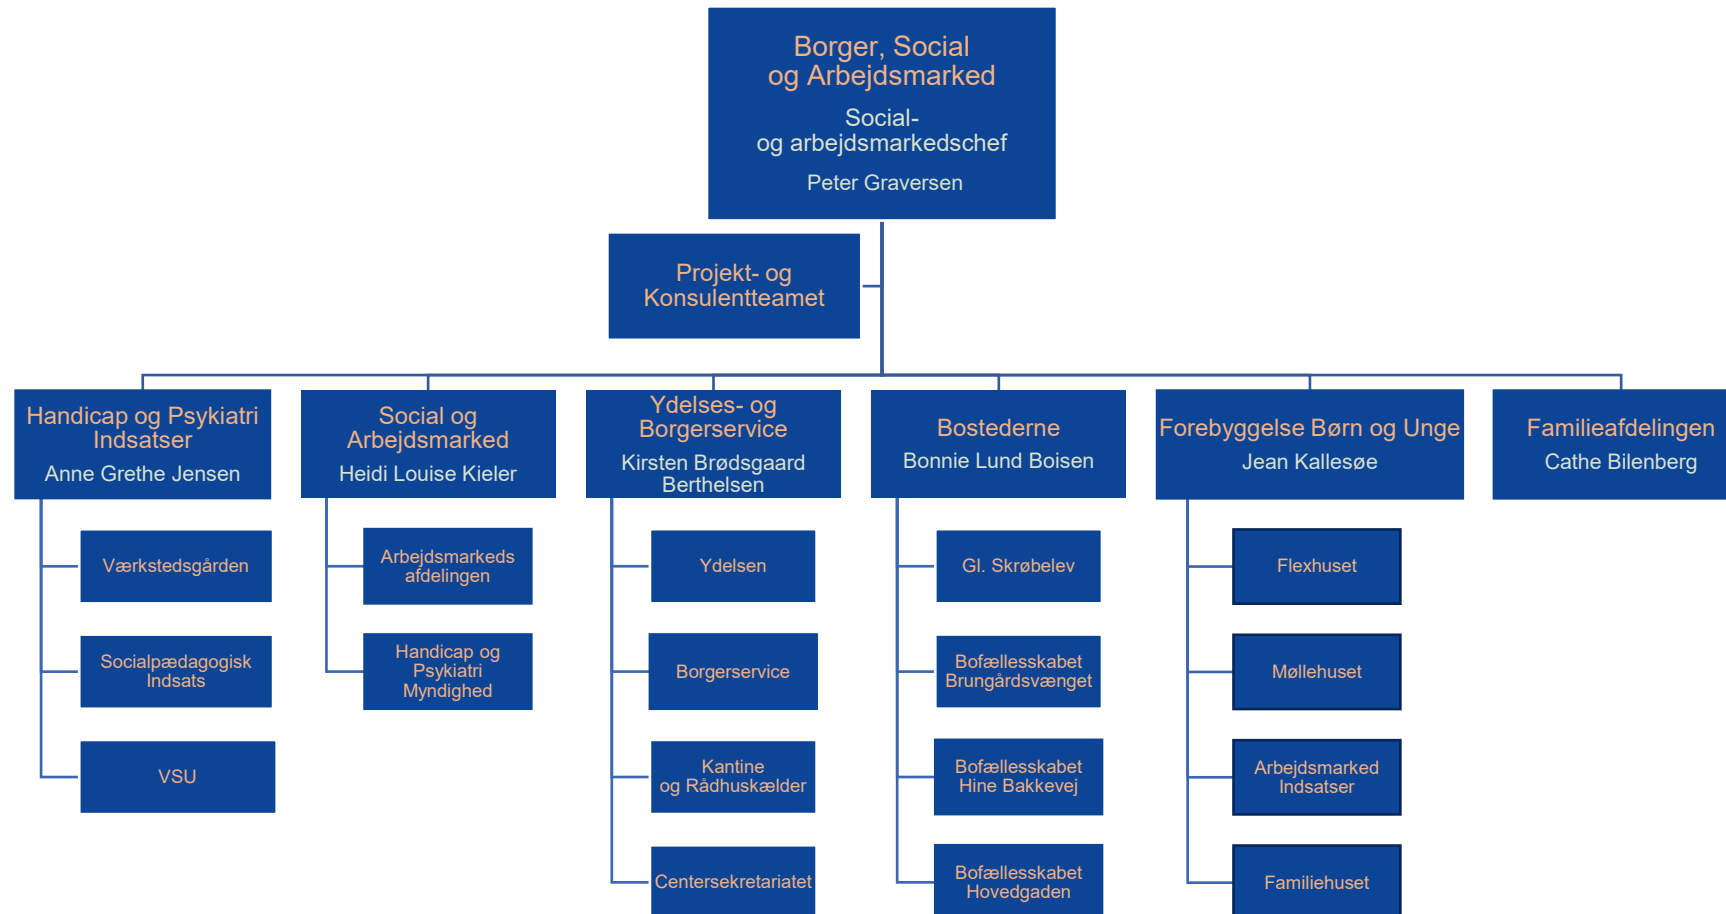 Borger, Social
og Arbejdsmarked
Social-
og arbejdsmarkedschef
Peter Graversen
Projekt- og
Konsulentteamet
Handicap og Psykiatri
Indsatser
Anne Grethe Jensen
Værkstedsgården
Socialpædagogisk
Indsats
VSU
Social og
Arbejdsmarked
Heidi Louise Kieler
Arbejdsmarkeds
afdelingen
Handicap og
Psykiatri
Myndighed
Ydelses- og
Borgerservice
Kirsten Brødsgaard
Berthelsen
Ydelsen
Borgerservice
Kantine
og Rådhuskælder
Centersekretariatet
Bostederne
Bonnie Lund Boisen
Gl. Skrøbelev
Bofællesskabet
Brungårdsvænget
Bofællesskabet
Hine Bakkevej
Bofællesskabet
Hovedgaden
Forebyggelse Børn og Unge
Jean Kallesøe
Flexhuset
Møllehuset
Arbejdsmarked
Indsatser
Familiehuset
Familieafdelingen
Cathe Bilenberg